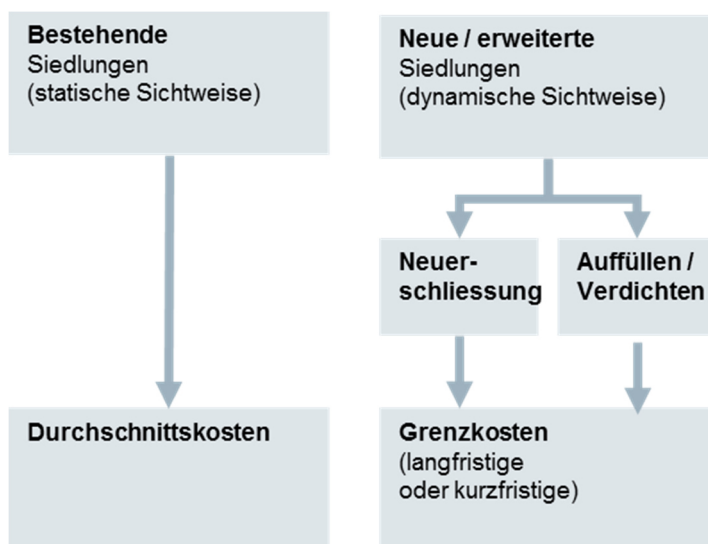 Bestehende
Siedlungen
(statische Sichtweise)
Neue / erweiterte
Siedlungen
(dynamische Sichtweise)
Neuer-
schliessung
Auffüllen /
Verdichten
Durchschnittskosten
Grenzkosten
(langfristige
oder kurzfristige)